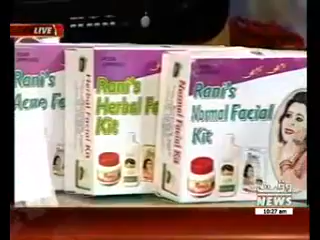 LIVE
Rani's
Acne Fa
Herbal Facial Kit
Rani's
Herbal Fa
Kit
Normal Facial Kit
Rani's
Normal Facial
Kit
NEWS
10:27 am